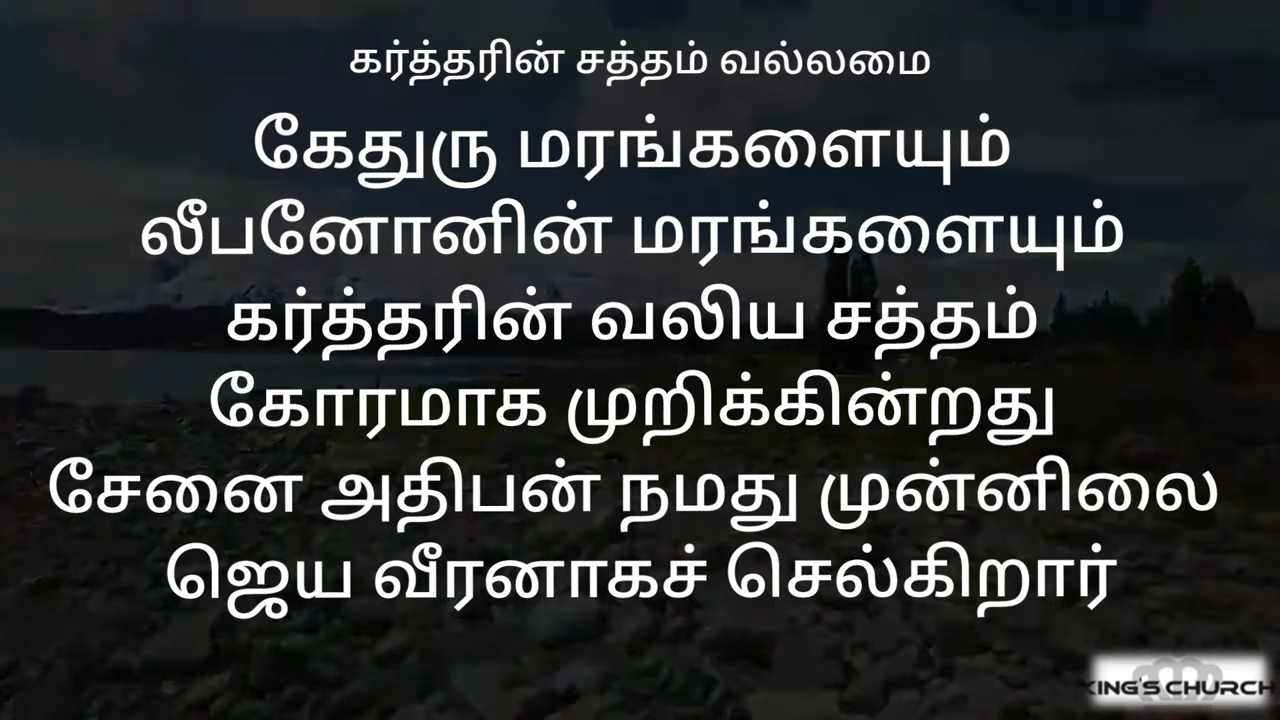 கர்த்தரின் சத்தம் வல்லமை
கேதுரு மரங்களையும்
லீபனோனின் மரங்களையும்
கர்த்தரின் வலிய சத்தம்
கோரமாக முறிக்கின்றது
சேனை அதிபன் நமது முன்னிலை
ஜெய வீரனாகச் செல்கிறார்
KING'S CHURCH